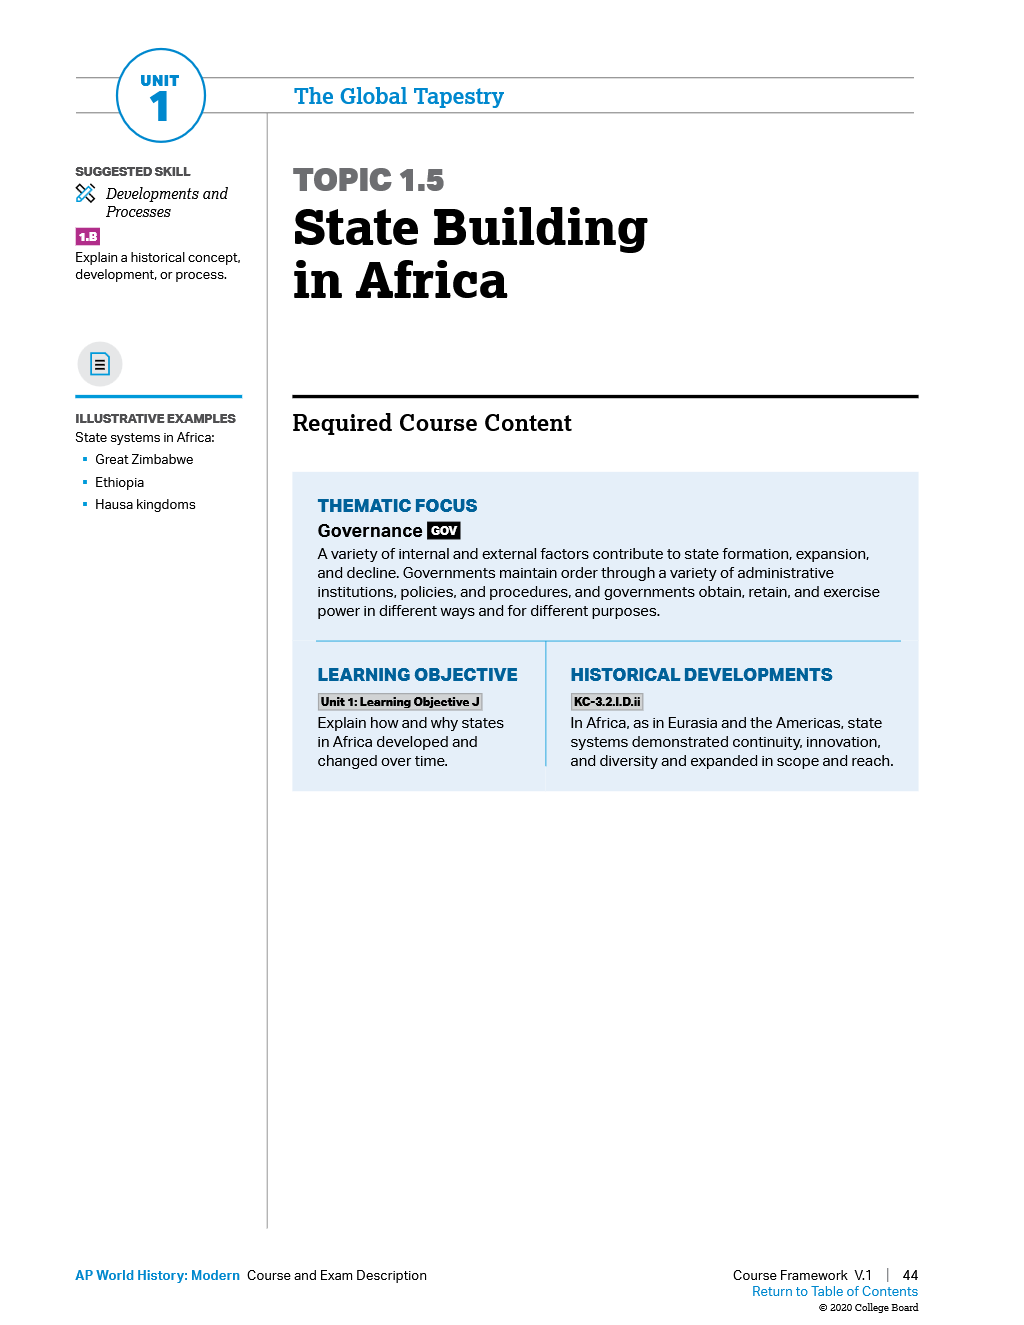 UNIT
1
The Global Tapestry
SUGGESTED SKILL
Developments and
Processes
1.B
Explain a historical concept,
development, or process.
ILLUSTRATIVE EXAMPLES
State systems in Africa:
▪ Great Zimbabwe
▪ Ethiopia
▪ Hausa kingdoms
TOPIC 1.5
State Building
in Africa
Required Course Content
THEMATIC FOCUS
Governance GOV
A variety of internal and external factors contribute to state formation, expansion,
and decline. Governments maintain order through a variety of administrative
institutions, policies, and procedures, and governments obtain, retain, and exercise
power in different ways and for different purposes.
LEARNING OBJECTIVE
Unit 1: Learning Objective J
Explain how and why states
in Africa developed and
changed over time.
HISTORICAL DEVELOPMENTS
KC-3.2.I.D.ii
In Africa, as in Eurasia and the Americas, state
systems demonstrated continuity, innovation,
and diversity and expanded in scope and reach.
AP World History: Modern Course and Exam Description
Course Framework V.1 | 44
Return to Table of Contents
© 2020 College Board